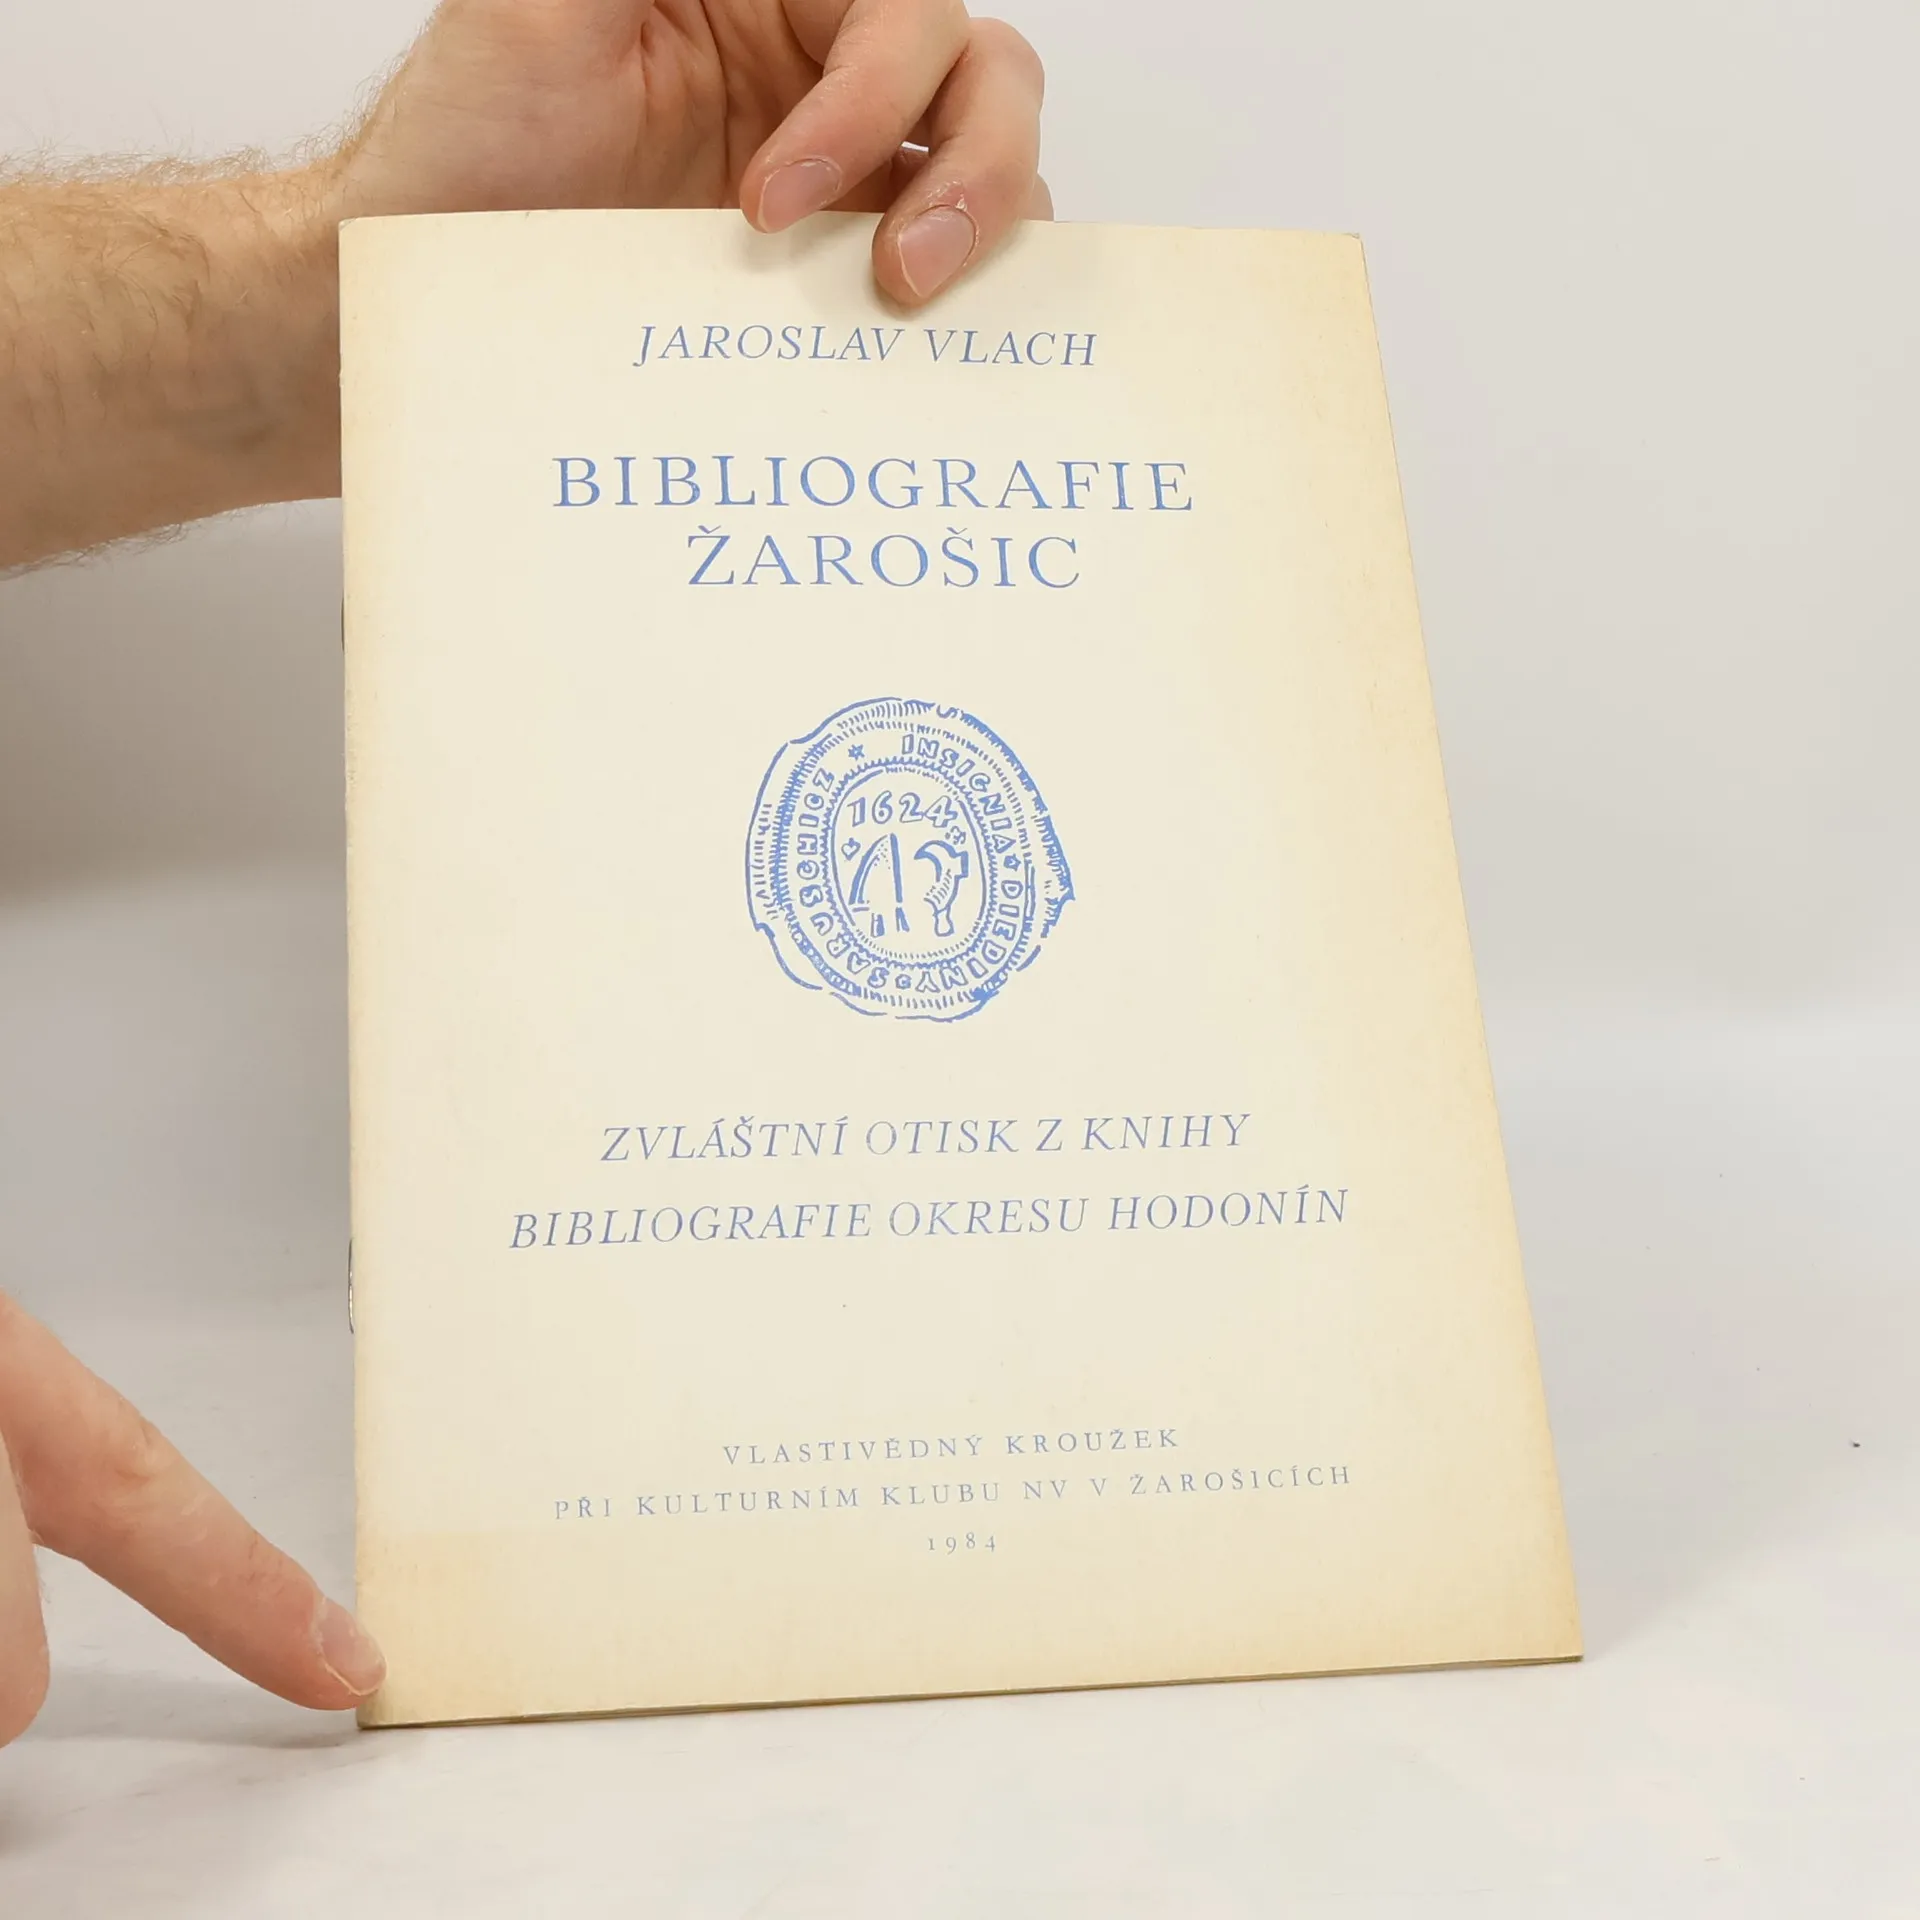 JAROSLAV VLACH
BIBLIOGRAFIE
ŽAROŠIC
INSIGNIA DIEDINY SARUSSOHICZ
1624
ZVLÁŠTNÍ OTISK Z KNIHY
BIBLIOGRAFIE OKRESU HODONÍN
VLASTIVĚDNÝ KROUŽEK
PŘI KULTURNÍM KLUBU NV V ŽAROŠICÍCH
1984